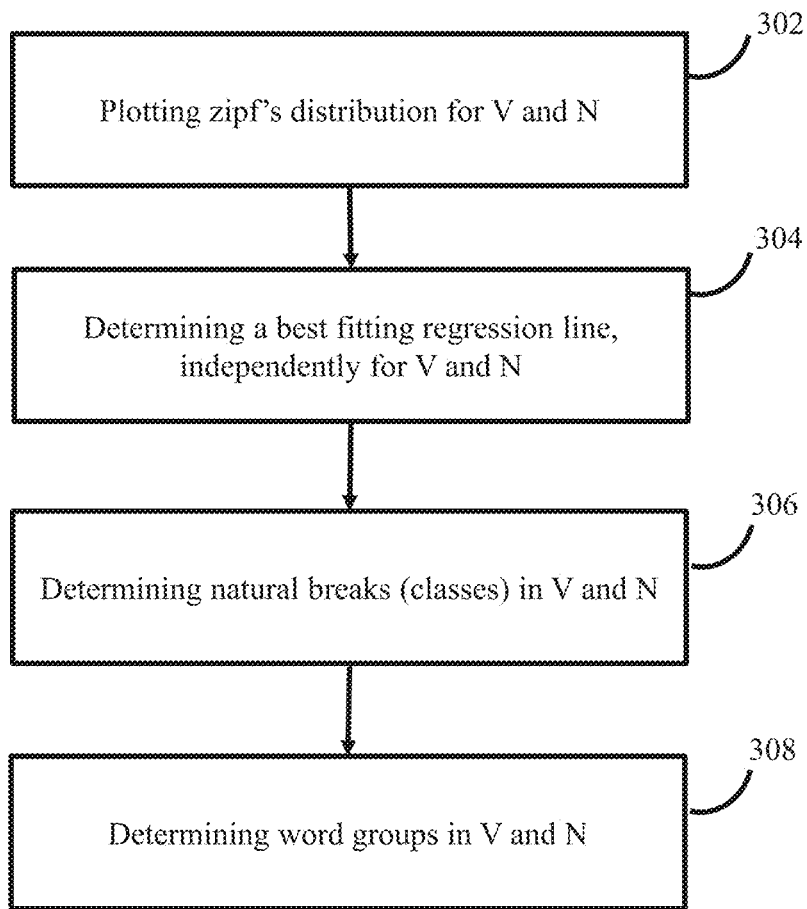 302
Plotting zipf's distribution for V and N
304
Determining a best fitting regression line,
independently for V and N
306
Determining natural breaks (classes) in V and N
308
Determining word groups in V and N